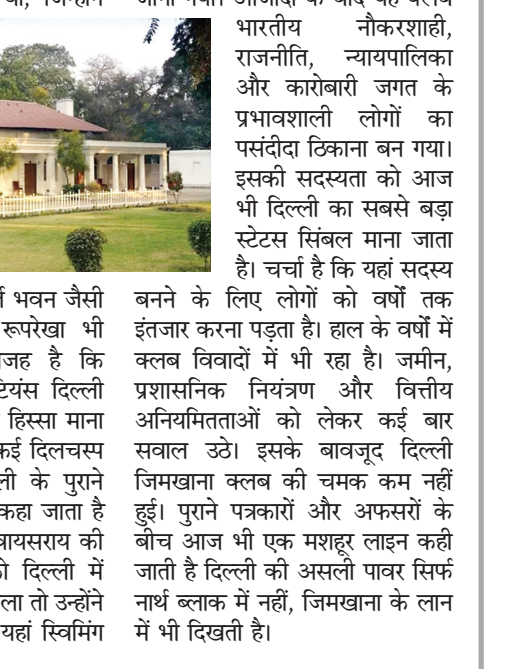 भवन जैसी
रूपरेखा भी
जह है कि
टियंस दिल्ली
हिस्सा माना
कई दिलचस्प
ली के पुराने
कहा जाता है
वायसराय की
दिल्ली में
ला तो उन्होंने
यहां स्विमिंग
जाना गया। आजादी के बाद यह
भारतीय नौकरशाही,
राजनीति, न्यायपालिका
और कारोबारी जगत के
प्रभावशाली लोगों का
पसंदीदा ठिकाना बन गया।
इसकी सदस्यता को आज
भी दिल्ली का सबसे बड़ा
स्टेटस सिंबल माना जाता
है। चर्चा है कि यहां सदस्य
बनने के लिए लोगों को वर्षों तक
इंतजार करना पड़ता है। हाल के वर्षों में
क्लब विवादों में भी रहा है। जमीन,
प्रशासनिक नियंत्रण और वित्तीय
अनियमितताओं को लेकर कई बार
सवाल उठे। इसके बावजूद दिल्ली
जिमखाना क्लब की चमक कम नहीं
हुई। पुराने पत्रकारों और अफसरों के
बीच आज भी एक मशहूर लाइन कही
जाती है दिल्ली की असली पावर सिर्फ
नार्थ ब्लाक में नहीं, जिमखाना के लान
में भी दिखती है।